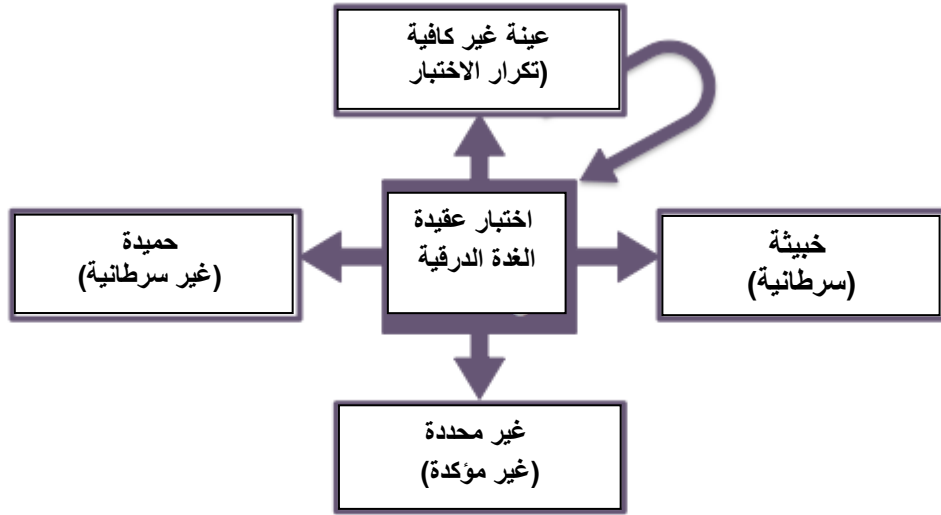 عينة غير كافية
(تكرار الاختبار
اختبار عقيدة
الغدة الدرقية
خبيثة
(سرطانية)
حميدة
(غير سرطانية)
غير محددة
(غير مؤكدة)